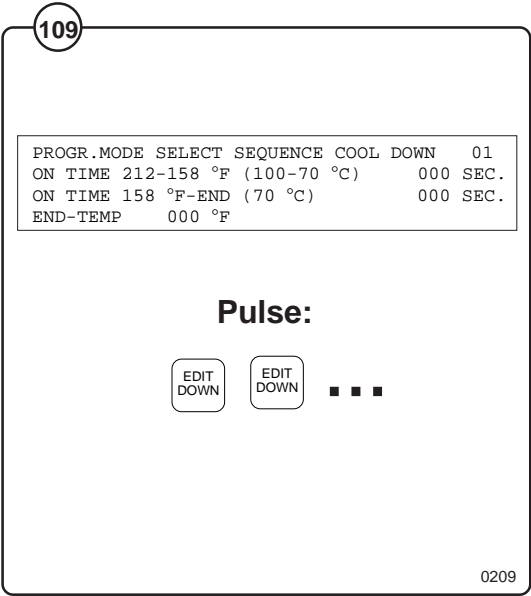 109
PROGR.MODE SELECT SEQUENCE COOL DOWN 01
ON TIME 212-158 °F (100-70 °C) 000 SEC.
ON TIME 158 °F-END (70 °C) 000 SEC.
END-TEMP 000 °F
Pulse:
EDIT DOWN EDIT DOWN ...
0209